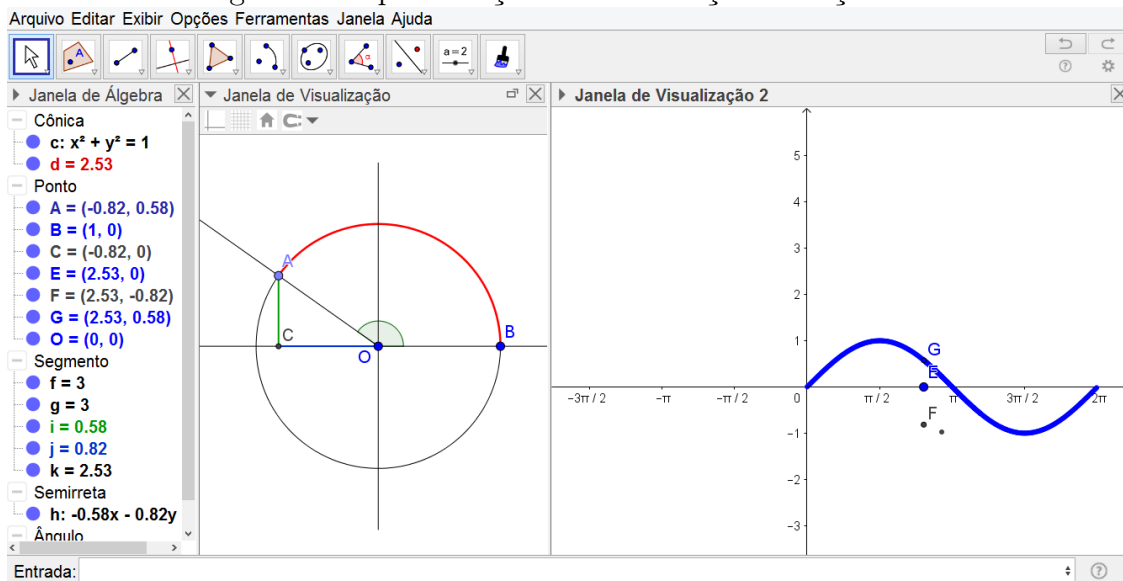 Arquivo Editar Exibir Opções Ferramentas Janela Ajuda
A
α
a=2
Janela de Álgebra
Janela de Visualização
Janela de Visualização 2
Cônica
c: x² + y² = 1
d = 2.53
Ponto
A = (-0.82, 0.58)
B = (1, 0)
C = (-0.82, 0)
E = (2.53, 0)
F = (2.53, -0.82)
G = (2.53, 0.58)
O = (0, 0)
Segmento
f = 3
g = 3
i = 0.58
j = 0.82
k = 2.53
Semirreta
h: -0.58x - 0.82y
Ângulo
A
C
O
B
5
4
3
2
1
G
E
−3π / 2
−π
−π / 2
0
π / 2
π
3π / 2
2π
F
−1
−2
−3
Entrada: